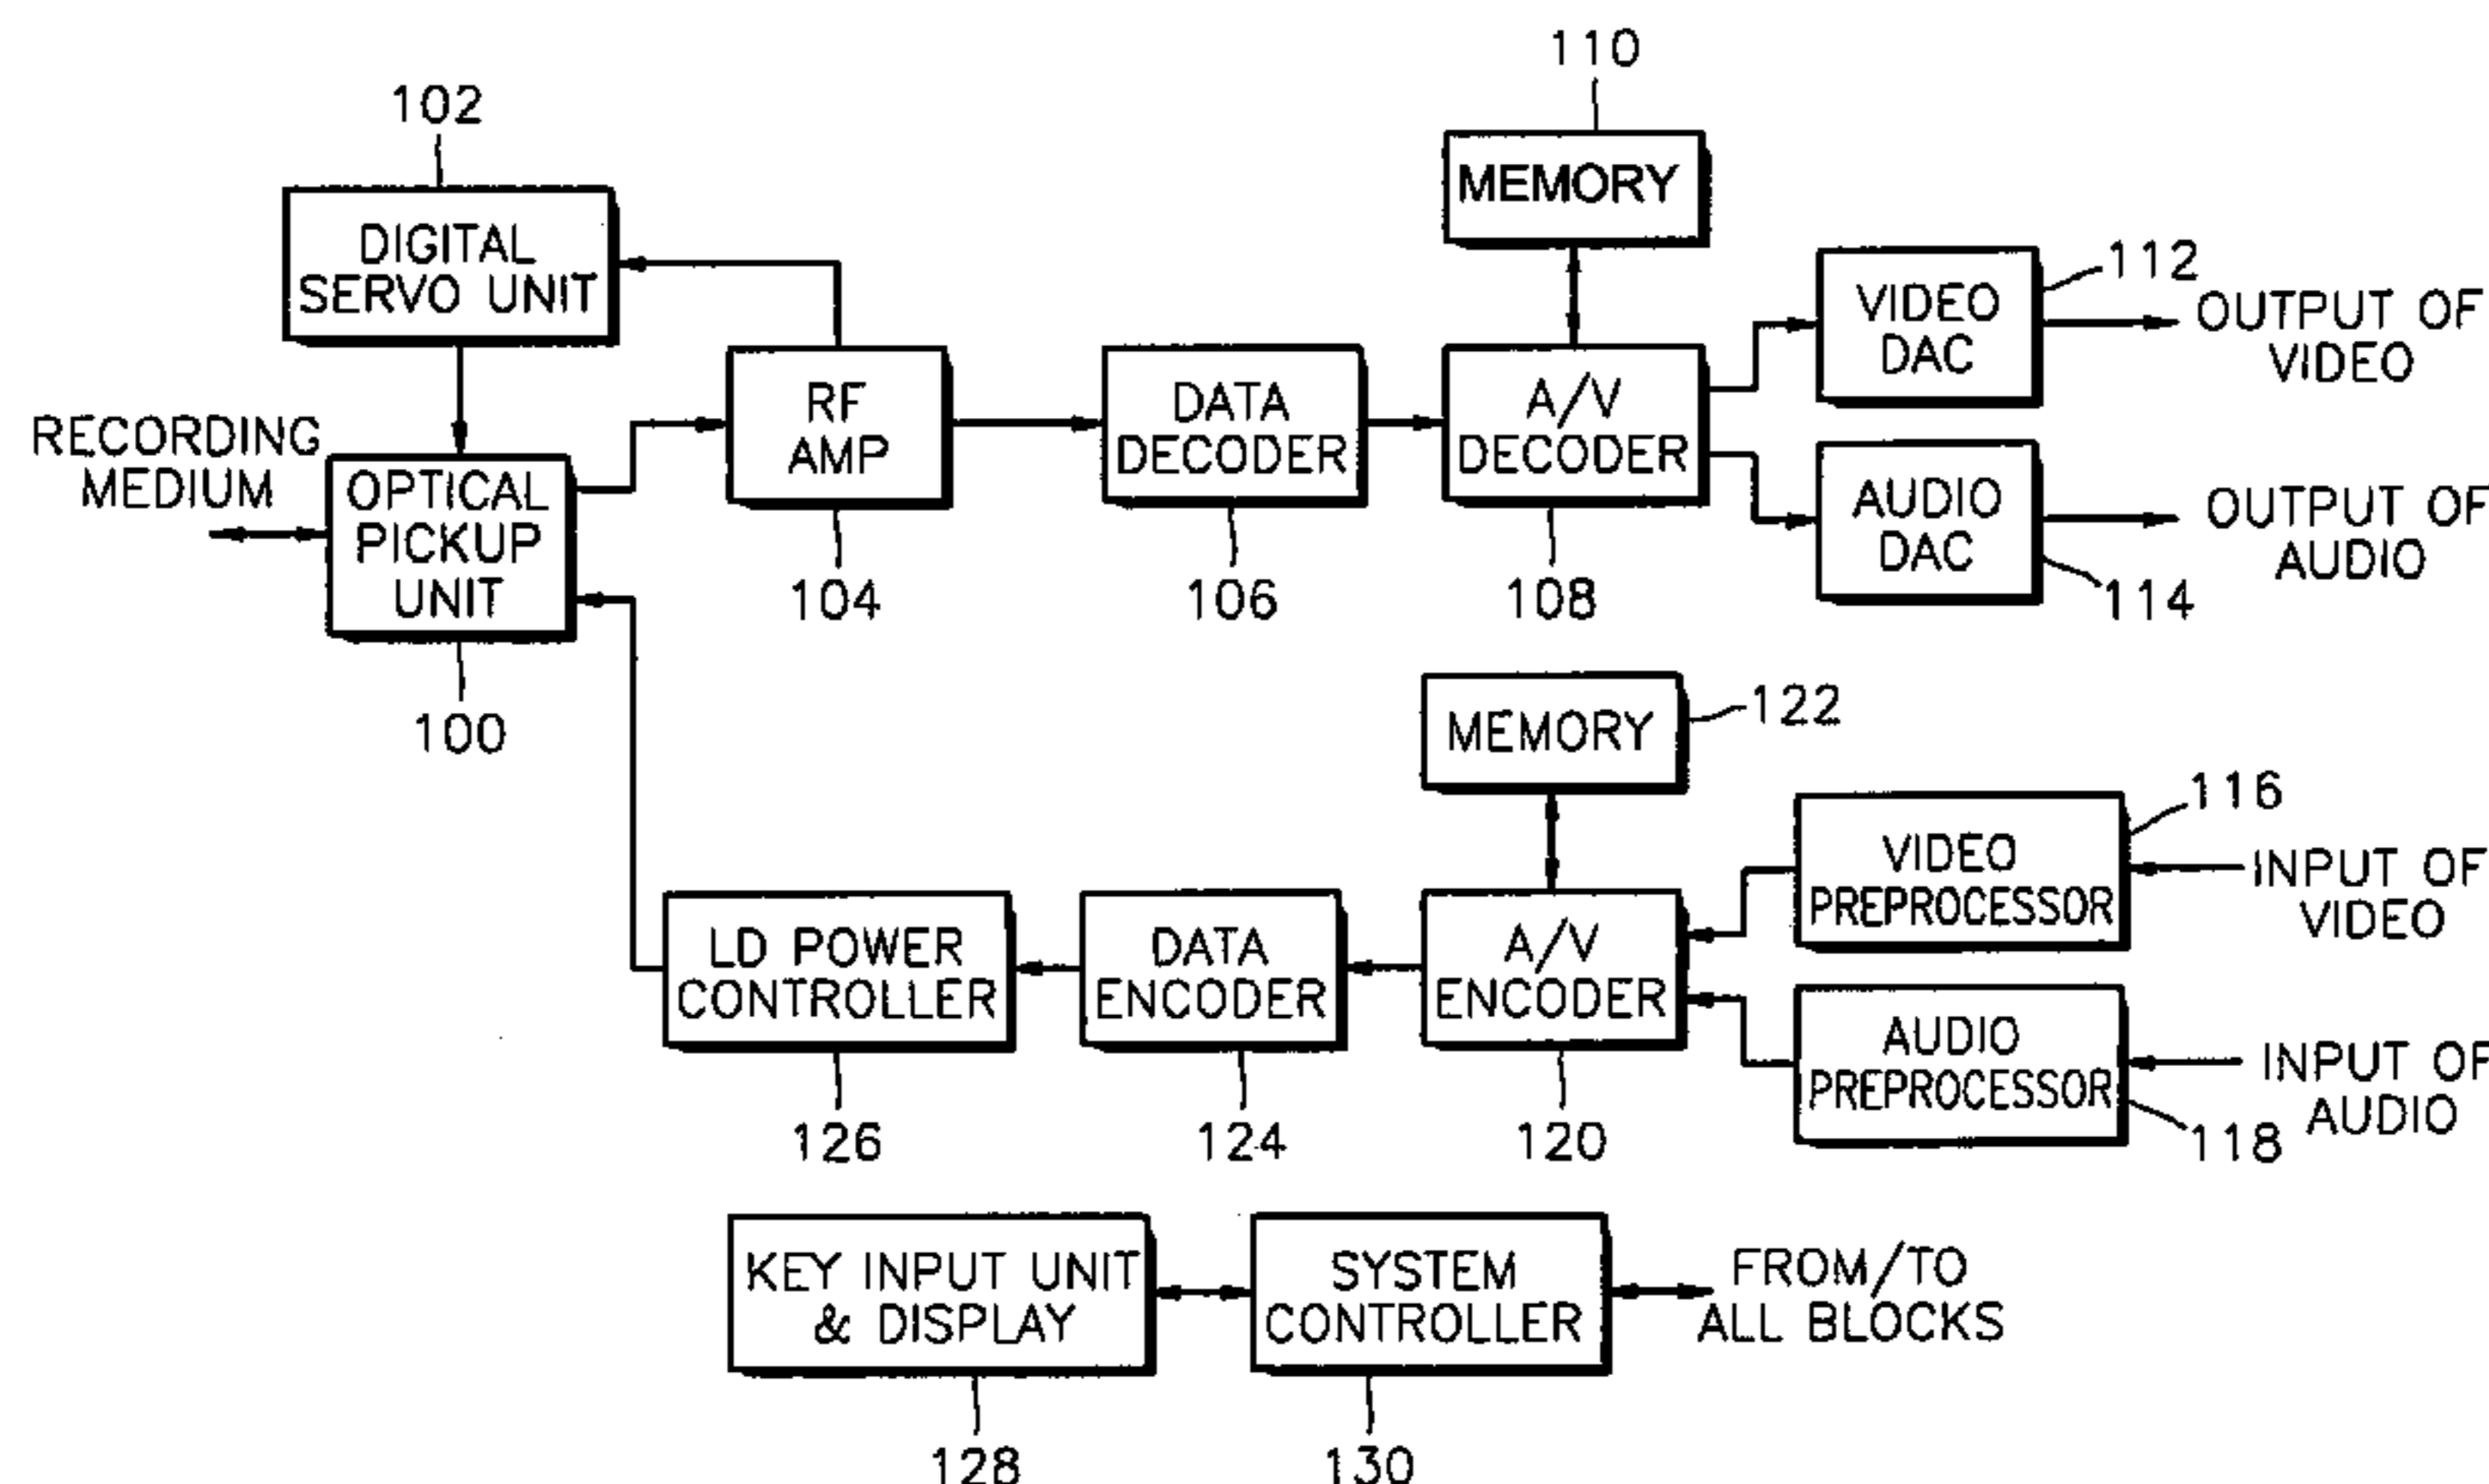 110
102
MEMORY
DIGITAL
SERVO UNIT
112
VIDEO
DAC
OUTPUT OF
VIDEO
RF
AMP
DATA
DECODER
A/V
DECODER
RECORDING
MEDIUM
OPTICAL
PICKUP
UNIT
AUDIO
DAC
OUTPUT OF
AUDIO
104
106
108
114
100
MEMORY
122
116
VIDEO
PREPROCESSOR
INPUT OF
VIDEO
LD POWER
CONTROLLER
DATA
ENCODER
A/V
ENCODER
AUDIO
PREPROCESSOR
INPUT OF
AUDIO
126
124
120
118
KEY INPUT UNIT
& DISPLAY
SYSTEM
CONTROLLER
FROM/TO
ALL BLOCKS
128
130